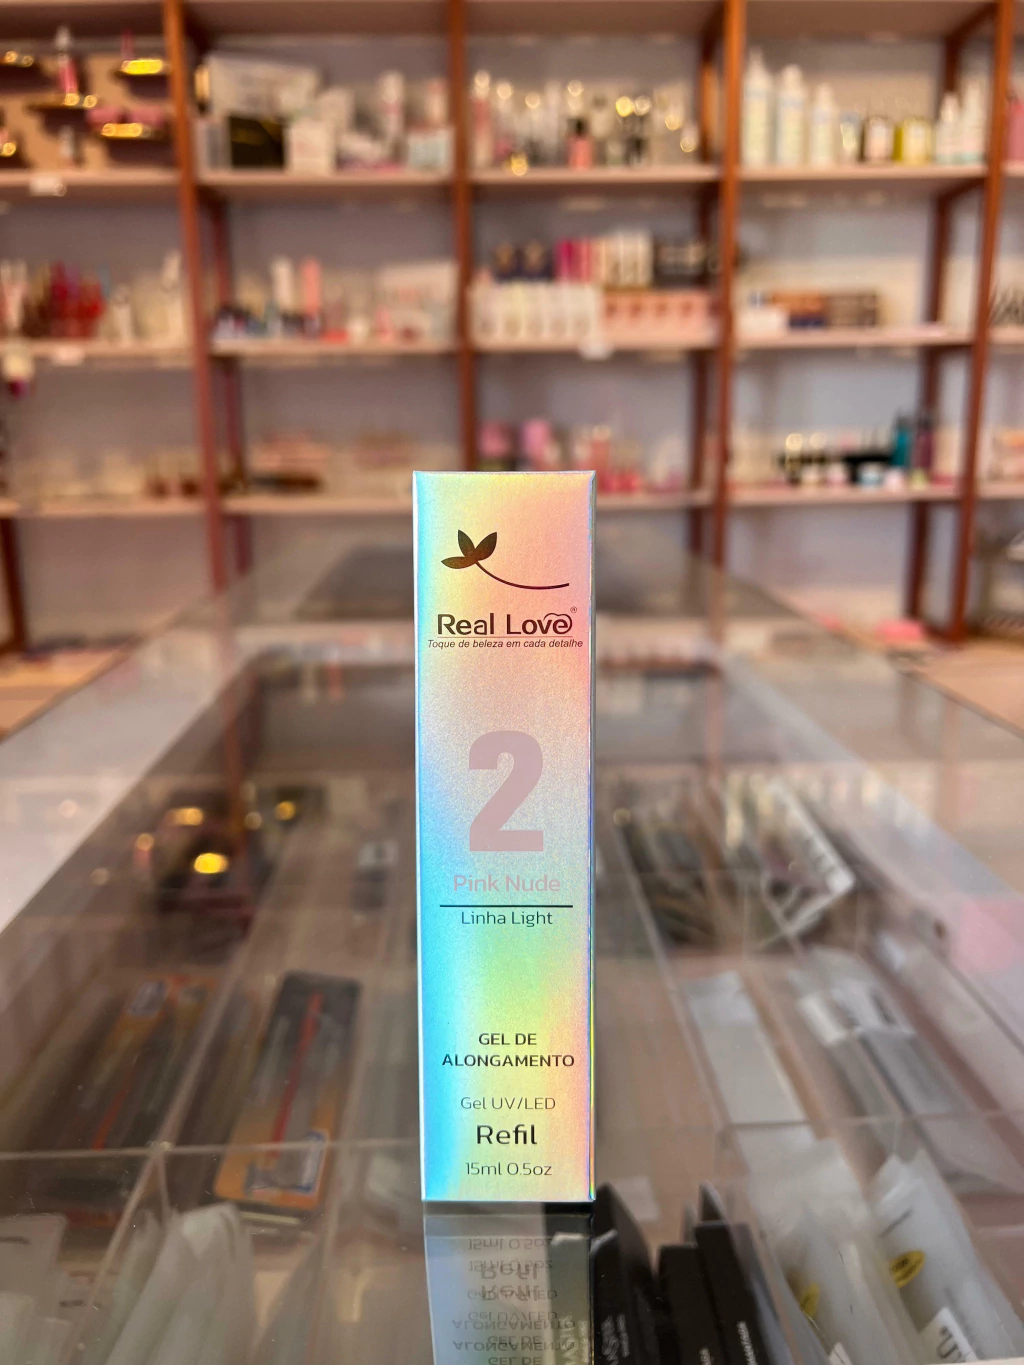 Real Love®
Toque de beleza em cada detalhe
2
Pink Nude
Linha Light
GEL DE
ALONGAMENTO
Gel UV/LED
Refil
15ml 0.5oz